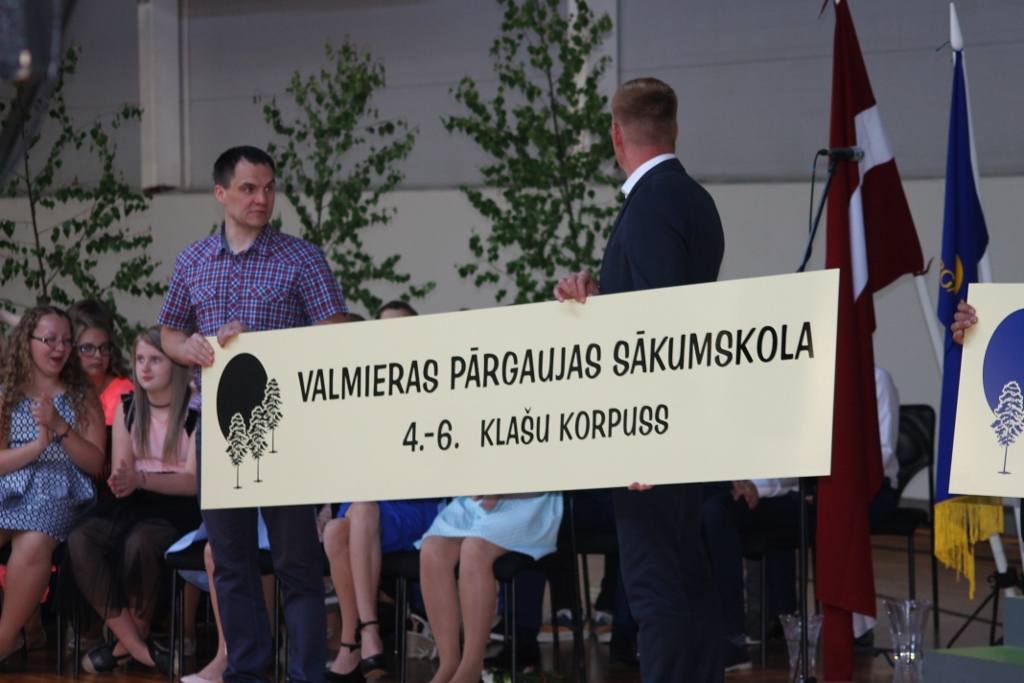 VALMIERAS PĀRGAUJAS SĀKUMSKOLA
4.-6. KLAŠU KORPUSS